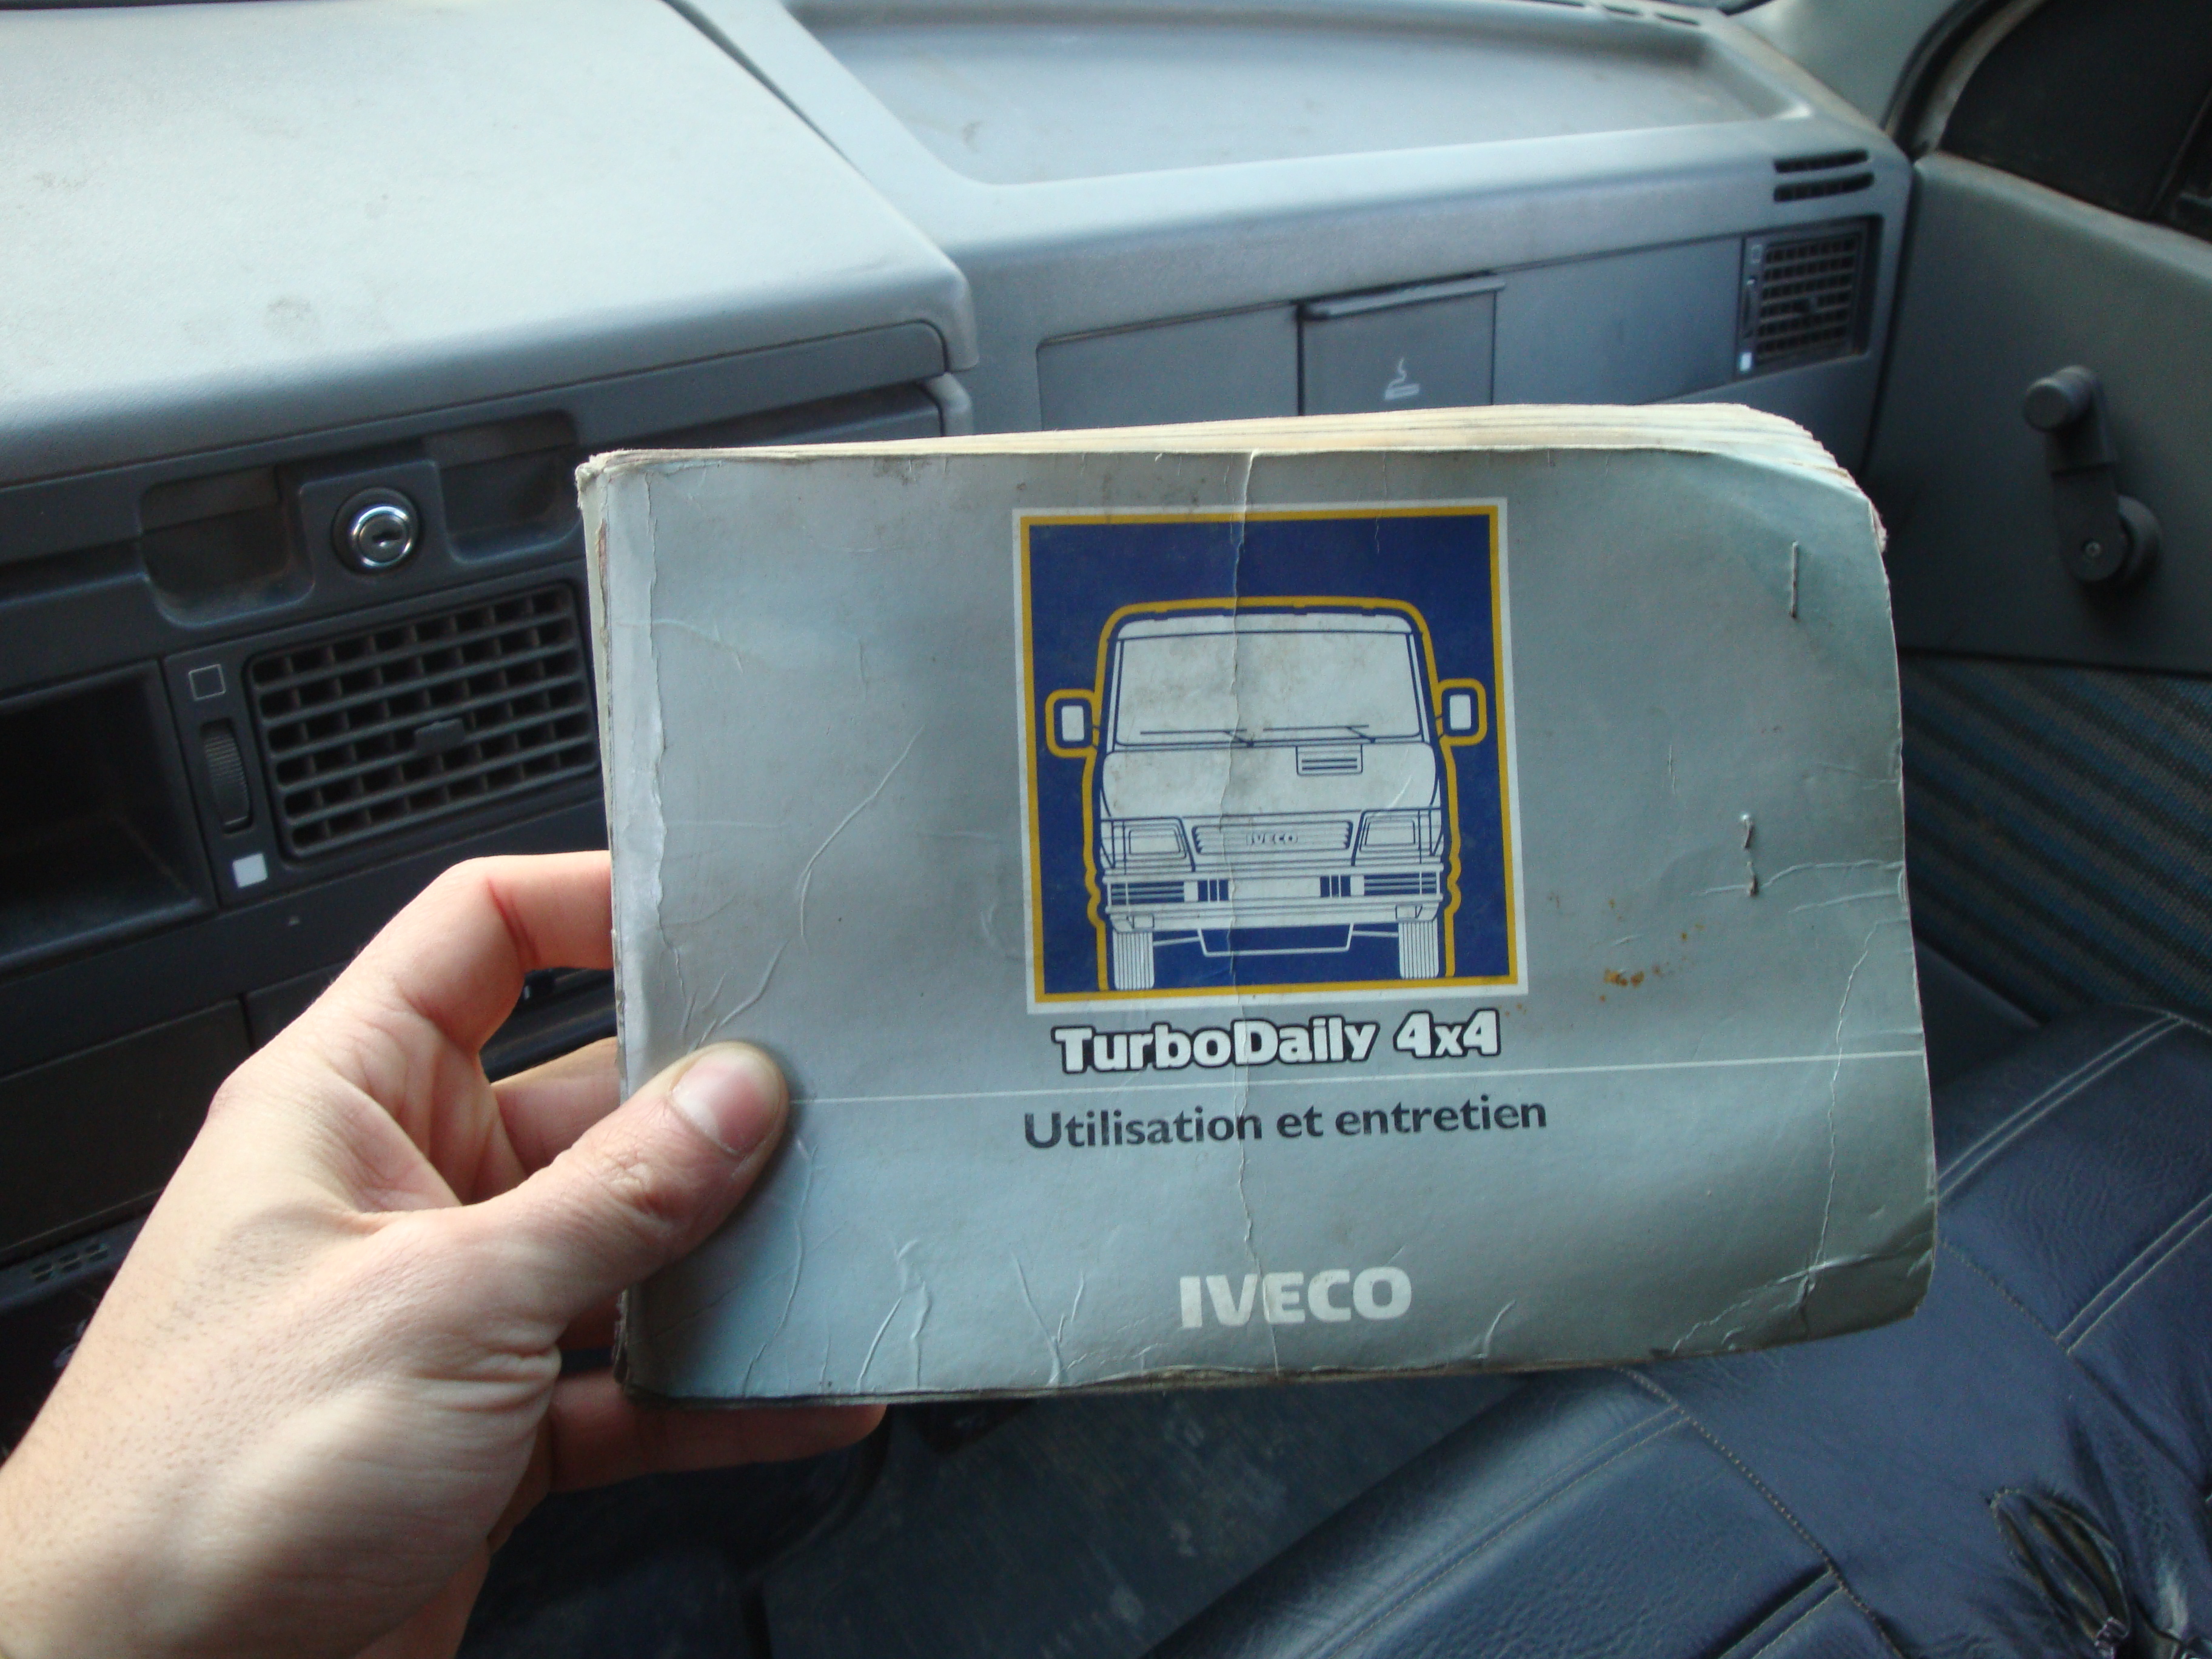 IVECO
TurboDaily 4x4
Utilisation et entretien
IVECO